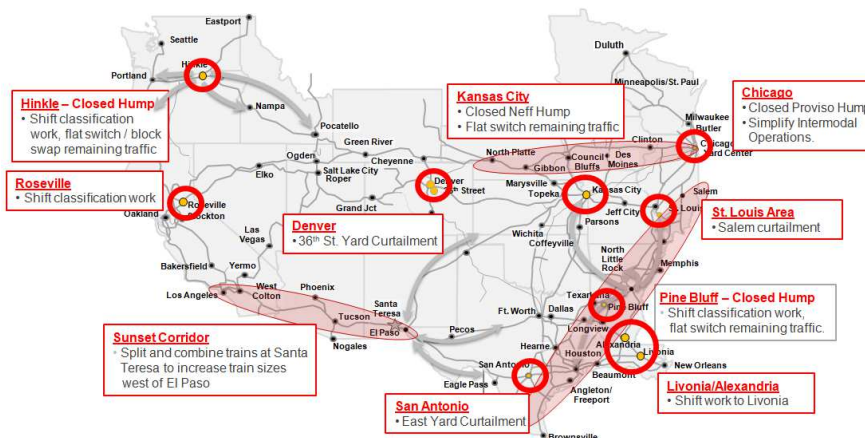 Eastport
Seattle
Hinkle
Portland
Nampa
Pocatello
Duluth
Minneapolis/St. Paul
Milwaukee
Butler
Chicago
Yard Center
Hinkle – Closed Hump
• Shift classification
work, flat switch / block
swap remaining traffic
Kansas City
• Closed Neff Hump
• Flat switch remaining traffic
Chicago
• Closed Proviso Hump
• Simplify Intermodal
Operations.
Green River
Ogden
Cheyenne
Salt Lake City
Roper
Elko
North Platte
Gibbon
Council
Bluffs
Des
Moines
Clinton
Marysville
Topeka
Kansas City
Denver
36th Street
Grand Jct
Salem
St. Louis
Jeff City
Parsons
Wichita
Coffeyville
Roseville
• Shift classification work
Roseville
Stockton
Oakland
Denver
• 36th St. Yard Curtailment
St. Louis Area
• Salem curtailment
Las
Vegas
Bakersfield
Yermo
Los Angeles
West
Colton
Phoenix
Tucson
Nogales
Santa
Teresa
El Paso
Pecos
North
Little
Rock
Memphis
Texarkana
Pine Bluff
Ft. Worth
Dallas
Longview
Hearne
Alexandria
Livonia
Houston
Beaumont
New Orleans
San Antonio
Eagle Pass
Angleton/
Freeport
Brownsville
Pine Bluff – Closed Hump
◦ Shift classification work,
flat switch remaining traffic.
Sunset Corridor
◦ Split and combine trains at Santa
Teresa to increase train sizes
west of El Paso
San Antonio
• East Yard Curtailment
Livonia/Alexandria
• Shift work to Livonia